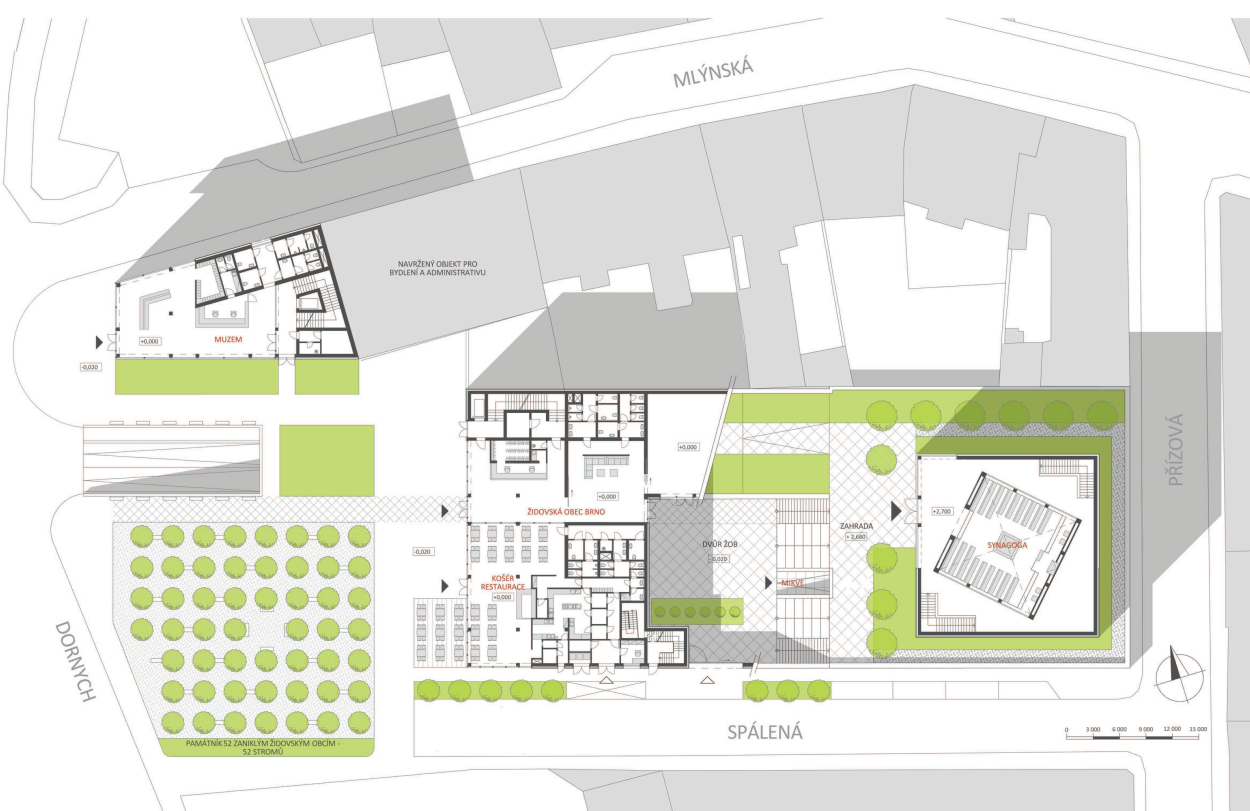 MLÝNSKÁ
NAVRŽENÝ OBJEKT PRO
BYDLENÍ A ADMINISTRATIVU
+0,000
MUZEM
-0,020
PŘÍZOVÁ
+0,000
+0,000
ŽIDOVSKÁ OBEC BRNO
+2,700
ZAHRADA
+ 2,680
SYNAGOGA
DVŮR ŽOB
-0,020
-0,020
KOŠÉR
RESTAURACE
+0,000
MIKVE
DORNYCH
PAMÁTNÍK 52 ZANIKLÝM ŽIDOVSKÝM OBCÍM -
52 STROMŮ
SPÁLENÁ
0 3 000 6 000 9 000 12 000 15 000